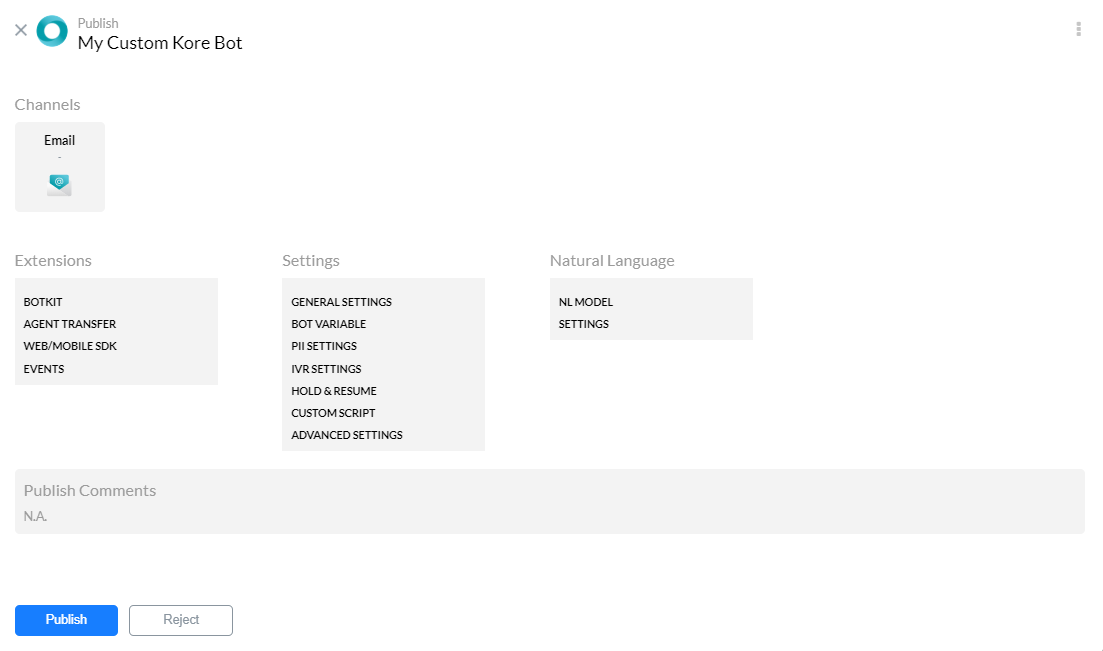 Publish
My Custom Kore Bot
Channels
Email
-
@
Extensions
BOTKIT
AGENT TRANSFER
WEB/MOBILE SDK
EVENTS
Settings
GENERAL SETTINGS
BOT VARIABLE
PII SETTINGS
IVR SETTINGS
HOLD & RESUME
CUSTOM SCRIPT
ADVANCED SETTINGS
Natural Language
NL MODEL
SETTINGS
Publish Comments
N.A.
Publish
Reject